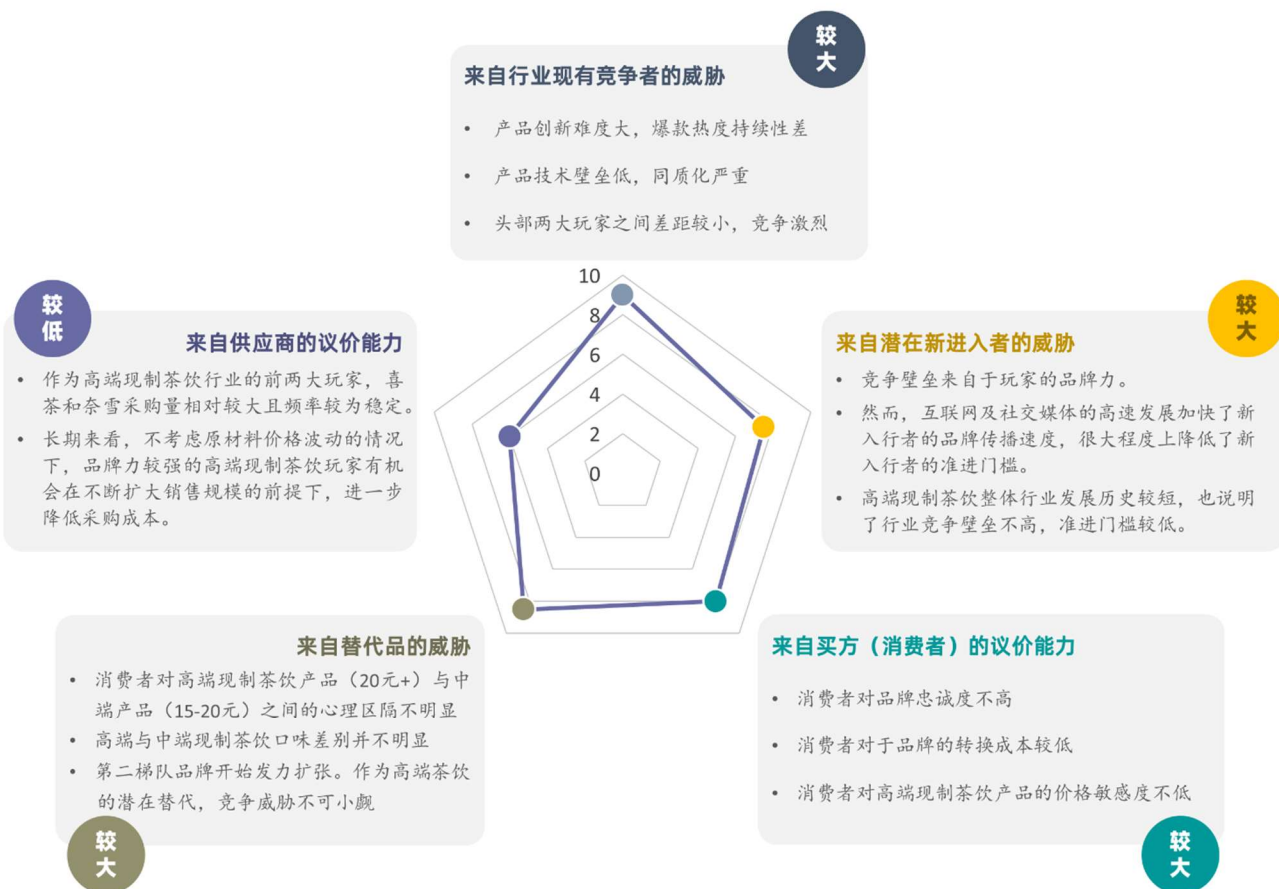 较
大
来自行业现有竞争者的威胁
• 产品创新难度大，爆款热度持续性差
• 产品技术壁垒低，同质化严重
• 头部两大玩家之间差距较小，竞争激烈
较
低
来自供应商的议价能力
• 作为高端现制茶饮行业的前两大玩家，喜
茶和奈雪采购量相对较大且频率较为稳定。
• 长期来看，不考虑原材料价格波动的情况
下，品牌力较强的高端现制茶饮玩家有机
会在不断扩大销售规模的前提下，进一步
降低采购成本。
10
8
6
4
2
0
较
大
来自潜在新进入者的威胁
• 竞争壁垒来自于玩家的品牌力。
• 然而，互联网及社交媒体的高速发展加快了新
入行者的品牌传播速度，很大程度上降低了新
入行者的准进门槛。
• 高端现制茶饮整体行业发展历史较短，也说明
了行业竞争壁垒不高，准进门槛较低。
来自替代品的威胁
• 消费者对高端现制茶饮产品（20元+）与中
端产品（15-20元）之间的心理区隔不明显
• 高端与中端现制茶饮口味差别并不明显
• 第二梯队品牌开始发力扩张。作为高端茶饮
的潜在替代，竞争威胁不可小觑
较
大
来自买方（消费者）的议价能力
• 消费者对品牌忠诚度不高
• 消费者对于品牌的转换成本较低
• 消费者对高端现制茶饮产品的价格敏感度不低
较
大